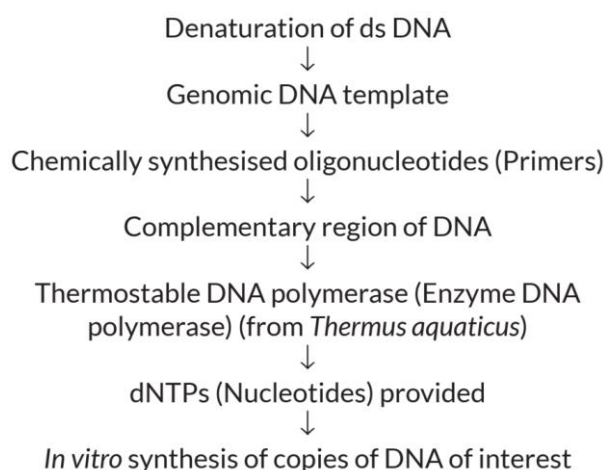 Denaturation of ds DNA
↓
Genomic DNA template
↓
Chemically synthesised oligonucleotides (Primers)
↓
Complementary region of DNA
↓
Thermostable DNA polymerase (Enzyme DNA
polymerase) (from Thermus aquaticus)
↓
dNTPs (Nucleotides) provided
↓
In vitro synthesis of copies of DNA of interest